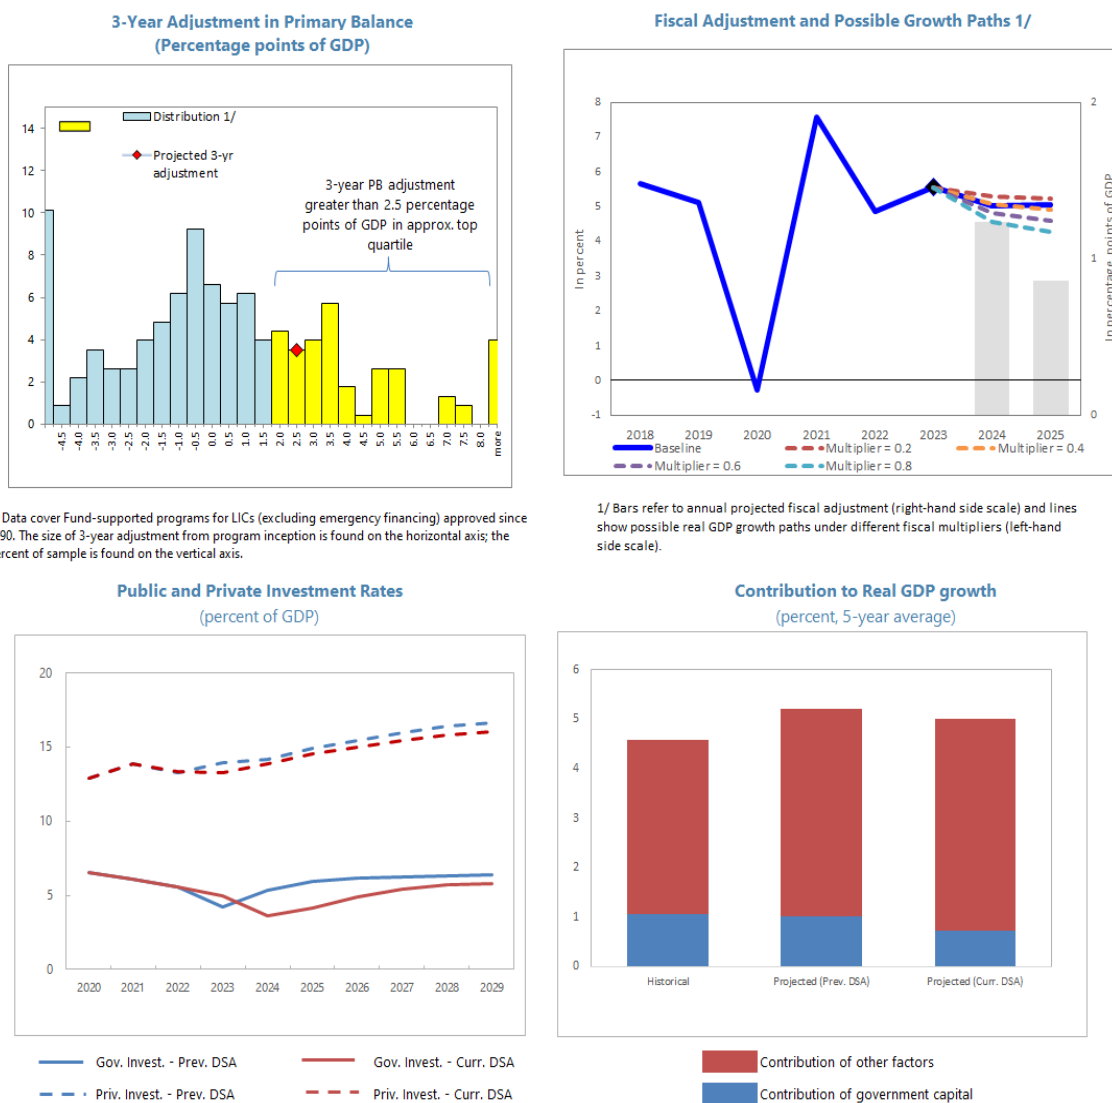 3-Year Adjustment in Primary Balance
(Percentage points of GDP)
14
12
10
8
6
4
2
0
Distribution 1/
Projected 3-yr
adjustment
3-year PB adjustment
greater than 2.5 percentage
points of GDP in approx. top
quartile
-4.5
-4.0
-3.5
-3.0
-2.5
-2.0
-1.5
-1.0
-0.5
0.0
0.5
1.0
1.5
2.0
2.5
3.0
3.5
4.0
4.5
5.0
5.5
6.0
6.5
7.0
7.5
8.0
more
Data cover Fund-supported programs for LICs (excluding emergency financing) approved since
90. The size of 3-year adjustment from program inception is found on the horizontal axis; the
ercent of sample is found on the vertical axis.
Fiscal Adjustment and Possible Growth Paths 1/
In percent
8
7
6
5
4
3
2
1
0
-1
2
1
0
In percentage points of GDP
2018 2019 2020 2021 2022 2023 2024 2025
Baseline Multiplier = 0.2 Multiplier = 0.4
Multiplier = 0.6 Multiplier = 0.8
1/ Bars refer to annual projected fiscal adjustment (right-hand side scale) and lines
show possible real GDP growth paths under different fiscal multipliers (left-hand
side scale).
Public and Private Investment Rates
(percent of GDP)
20
15
10
5
0
2020 2021 2022 2023 2024 2025 2026 2027 2028 2029
Gov. Invest. - Prev. DSA Gov. Invest. - Curr. DSA
Priv. Invest. - Prev. DSA Priv. Invest. - Curr. DSA
Contribution to Real GDP growth
(percent, 5-year average)
6
5
4
3
2
1
0
Historical Projected (Prev. DSA) Projected (Curr. DSA)
Contribution of other factors
Contribution of government capital